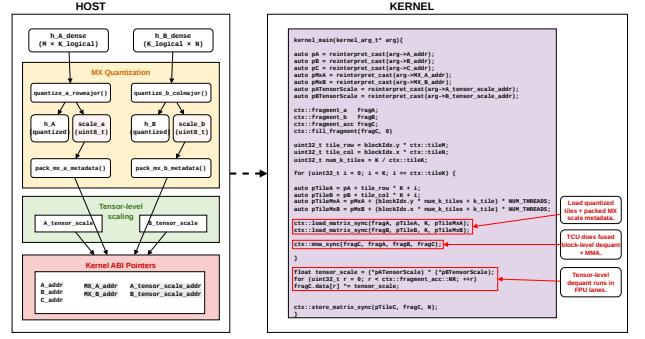 HOST
h_A_dense
(M × K_logical)
h_B_dense
(K_logical × N)
MX Quantization
quantize_a_rowmajor()
quantize_b_colmajor()
h_A
(quantized)
scale_a
(uint8_t)
h_B
(quantized)
scale_b
(uint8_t)
pack_mx_a_metadata()
pack_mx_b_metadata()
Tensor-level
scaling
A_tensor_scale
B_tensor_scale
Kernel ABI Pointers
A_addr MX_A_addr A_tensor_scale_addr
B_addr MX_B_addr B_tensor_scale_addr
C_addr
KERNEL
kernel_main(kernel_arg_t* arg){
auto pA = reinterpret_cast(arg->A_addr);
auto pB = reinterpret_cast(arg->B_addr);
auto pC = reinterpret_cast(arg->C_addr);
auto pMxA = reinterpret_cast(arg->MX_A_addr);
auto pMxB = reinterpret_cast(arg->MX_B_addr);
auto pATensorScale = reinterpret_cast(arg->A_tensor_scale_addr);
auto pBTensorScale = reinterpret_cast(arg->B_tensor_scale_addr);
ctx::fragment_a fragA;
ctx::fragment_b fragB;
ctx::fragment_acc fragC;
ctx::fill_fragment(fragC, 0)
uint32_t tile_row = blockIdx.y * ctx::tileM;
uint32_t tile_col = blockIdx.x * ctx::tileN;
uint32_t num_k_tiles = K / ctx::tileK;
for (uint32_t i = 0; i < K; i += ctx::tileK) {
auto pTileA = pA + tile_row * K + i;
auto pTileB = pB + tile_col * K + i;
auto pTileMxA = pMxA + (blockIdx.y * num_k_tiles + k_tile) * NUM_THREADS;
auto pTileMxB = pMxB + (blockIdx.x * num_k_tiles + k_tile) * NUM_THREADS;
ctx::load_matrix_sync(fragA, pTileA, K, pTileMxA);
ctx::load_matrix_sync(fragB, pTileB, K, pTileMxB);
ctx::mma_sync(fragC, fragA, fragB, fragC);
}
float tensor_scale = (*pATensorScale) * (*pBTensorScale);
for (uint32_t r = 0; r < ctx::fragment_acc::NR; ++r)
fragC.data[r] *= tensor_scale;
ctx::store_matrix_sync(pTileC, fragC, N);
}
Load quantized
tiles + packed MX
scale metadata.
TCU does fused
block-level dequant
+ MMA.
Tensor-level
dequant runs in
FPU lanes.